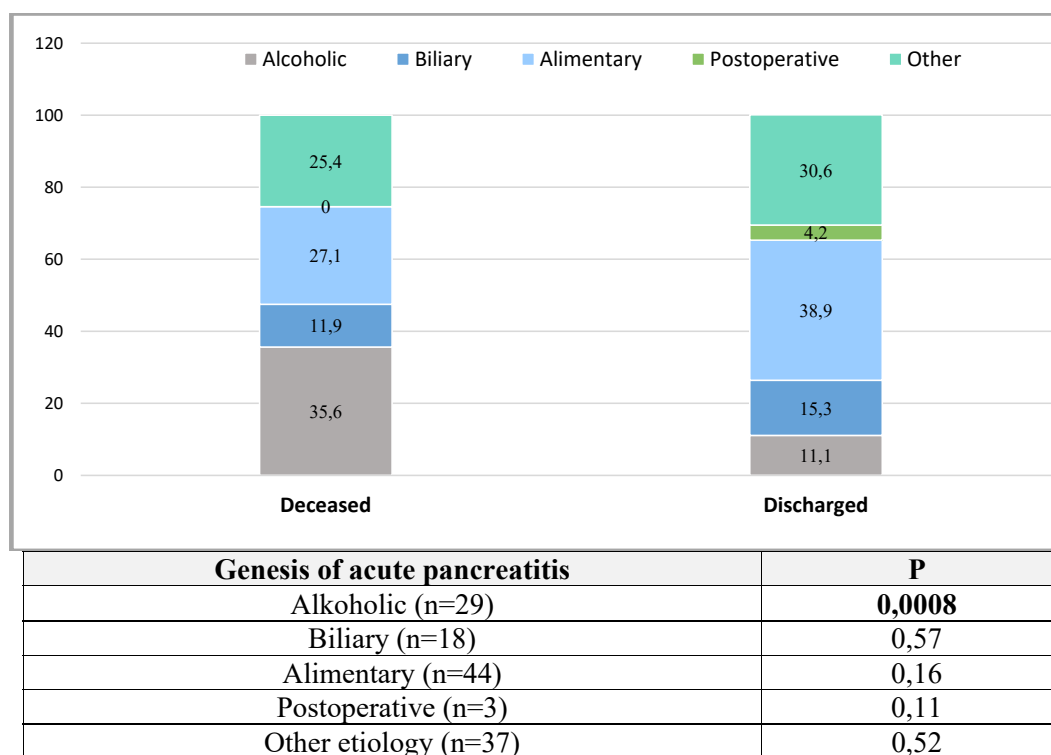 120
Alcoholic Biliary Alimentary Postoperative Other
100
25,4 30,6
80
0
4,2
27,1
60
38,9
40
11,9
20
15,3
35,6
11,1
0
Deceased Discharged
Genesis of acute pancreatitis P
Alkoholic (n=29) 0,0008
Biliary (n=18) 0,57
Alimentary (n=44) 0,16
Postoperative (n=3) 0,11
Other etiology (n=37) 0,52